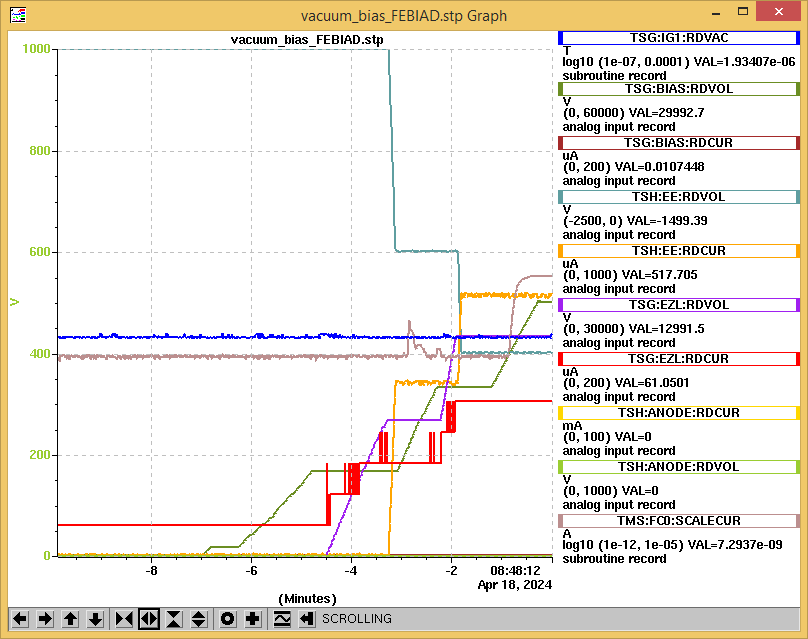 vacuum_bias_FEBIAD.stp Graph
vacuum_bias_FEBIAD.stp
1000
800
600
V
400
200
0
-8
-6
-4
-2
08:48:12
Apr 18, 2024
(Minutes)
TSG:IG1:RDVAC
T
log10 (1e-07, 0.0001) VAL=1.93407e-06
subroutine record
TSG:BIAS:RDVOL
V
(0, 60000) VAL=29992.7
analog input record
TSG:BIAS:RDCUR
uA
(0, 200) VAL=0.0107448
analog input record
TSH:EE:RDVOL
V
(-2500, 0) VAL=-1499.39
analog input record
TSH:EE:RDCUR
uA
(0, 1000) VAL=517.705
analog input record
TSG:EZL:RDVOL
V
(0, 30000) VAL=12991.5
analog input record
TSG:EZL:RDCUR
uA
(0, 200) VAL=61.0501
analog input record
TSH:ANODE:RDCUR
mA
(0, 100) VAL=0
analog input record
TSH:ANODE:RDVOL
V
(0, 1000) VAL=0
analog input record
TMS:FC0:SCALECUR
A
log10 (1e-12, 1e-05) VAL=7.2937e-09
subroutine record
SCROLLING